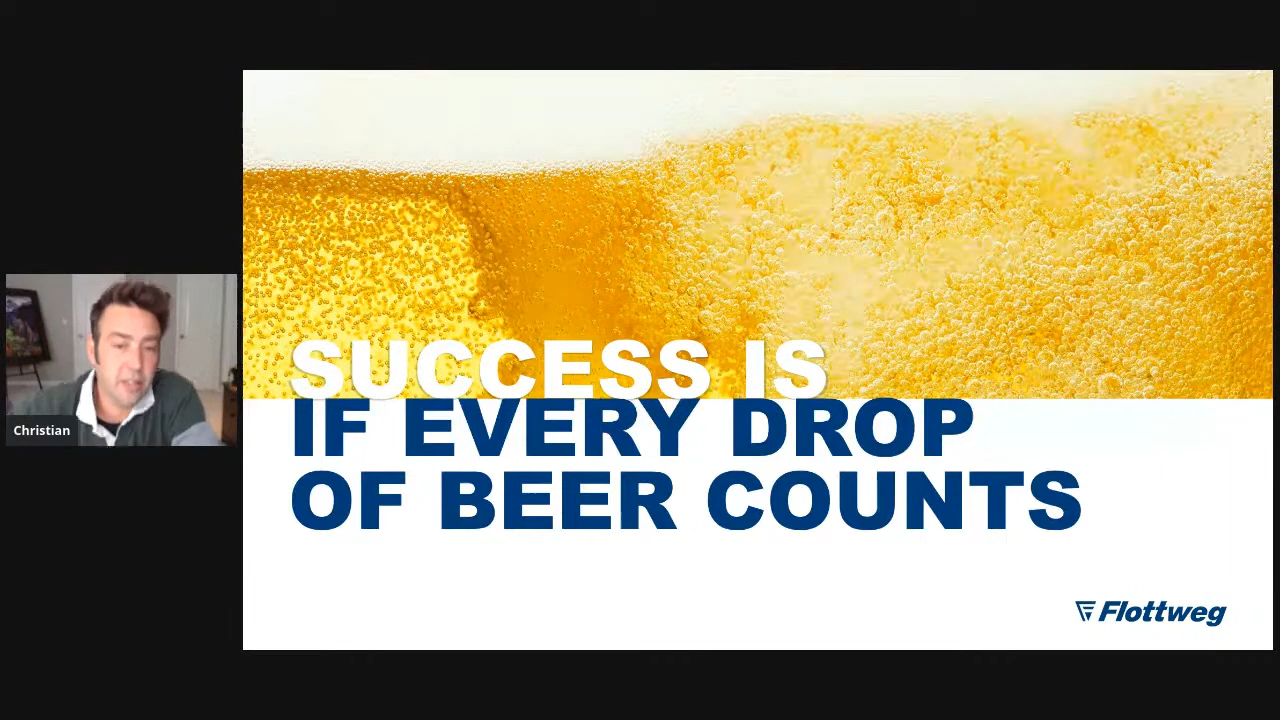 Christian
SUCCESS IS
IF EVERY DROP
OF BEER COUNTS
Flottweg